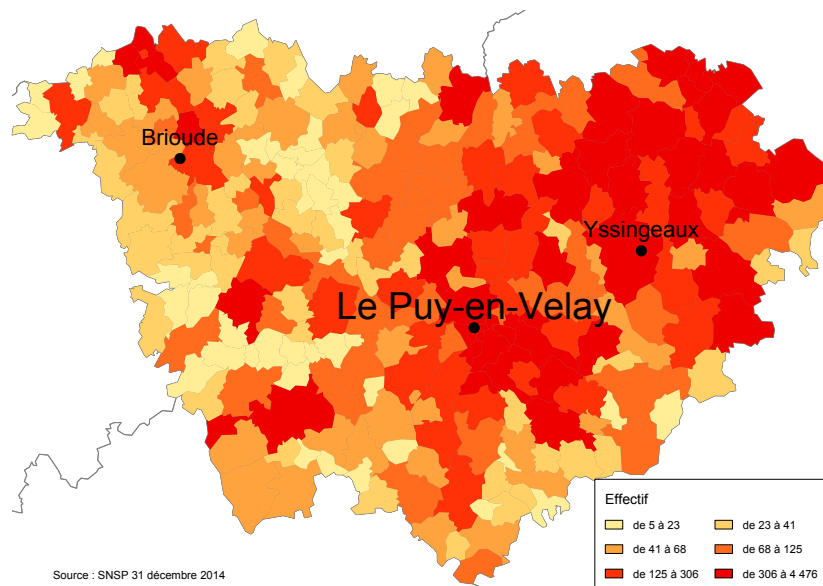 Brioude
Yssingeaux
Le Puy-en-Velay
Effectif
de 5 à 23
de 23 à 41
de 41 à 68
de 68 à 125
de 125 à 306
de 306 à 4 476
Source : SNSP 31 décembre 2014